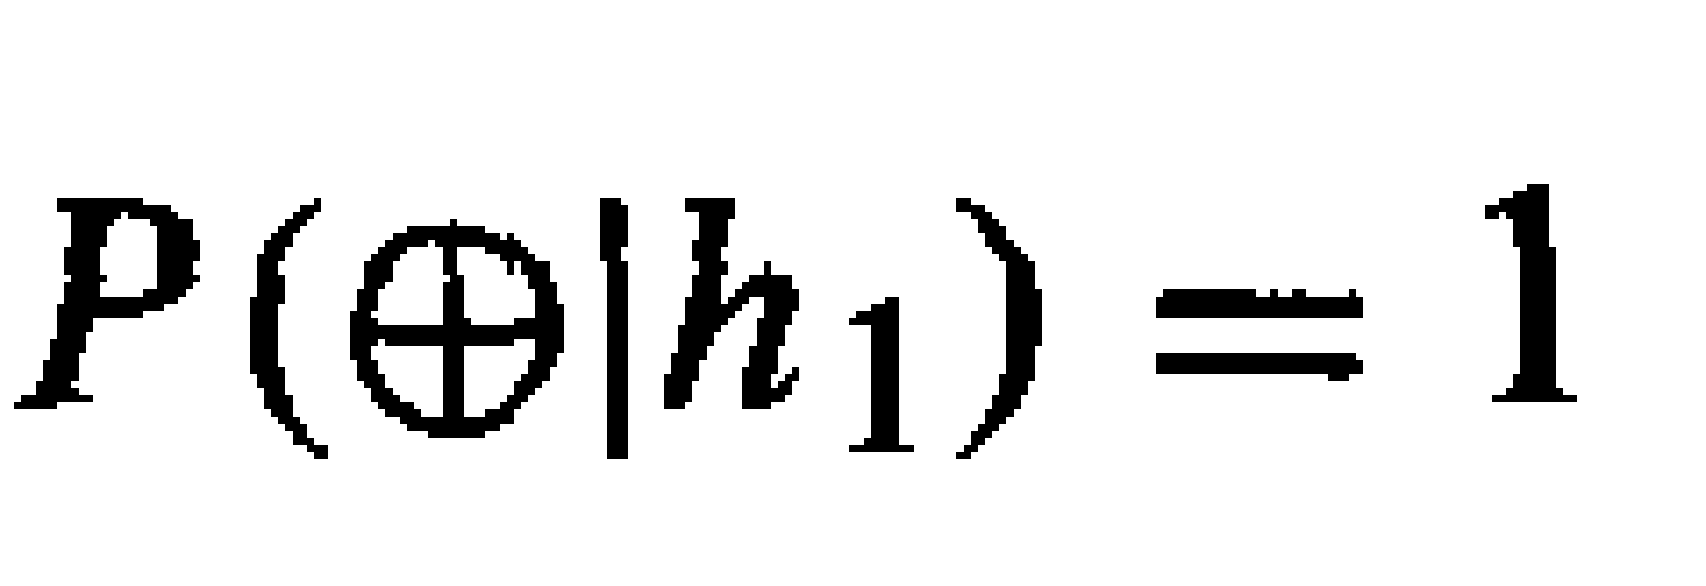 P(⊕|h₁) = 1